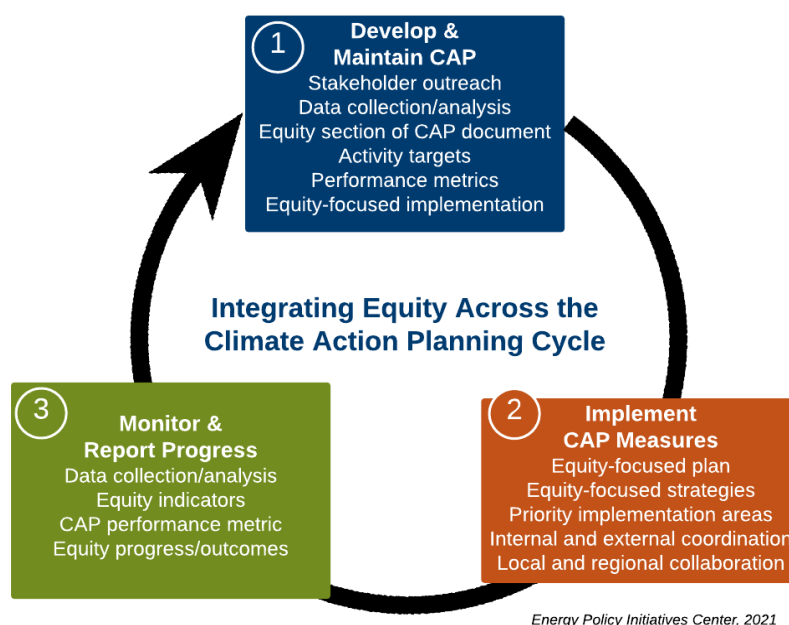 1
Develop &
Maintain CAP
Stakeholder outreach
Data collection/analysis
Equity section of CAP document
Activity targets
Performance metrics
Equity-focused implementation
Integrating Equity Across the
Climate Action Planning Cycle
2
Implement
CAP Measures
Equity-focused plan
Equity-focused strategies
Priority implementation areas
Internal and external coordination
Local and regional collaboration
3
Monitor &
Report Progress
Data collection/analysis
Equity indicators
CAP performance metric
Equity progress/outcomes
Energy Policy Initiatives Center, 2021